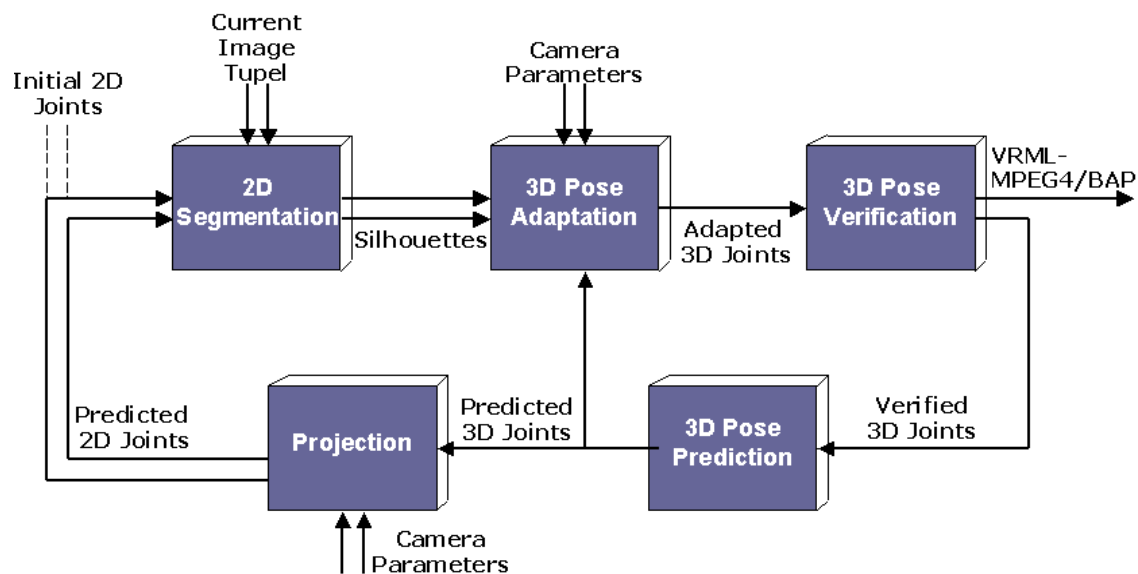 Current
Image
Tupel
Camera
Parameters
Initial 2D
Joints
2D
Segmentation
Silhouettes
3D Pose
Adaptation
Adapted
3D Joints
3D Pose
Verification
VRML-
MPEG4/BAP
Predicted
2D Joints
Projection
Predicted
3D Joints
3D Pose
Prediction
Verified
3D Joints
Camera
Parameters